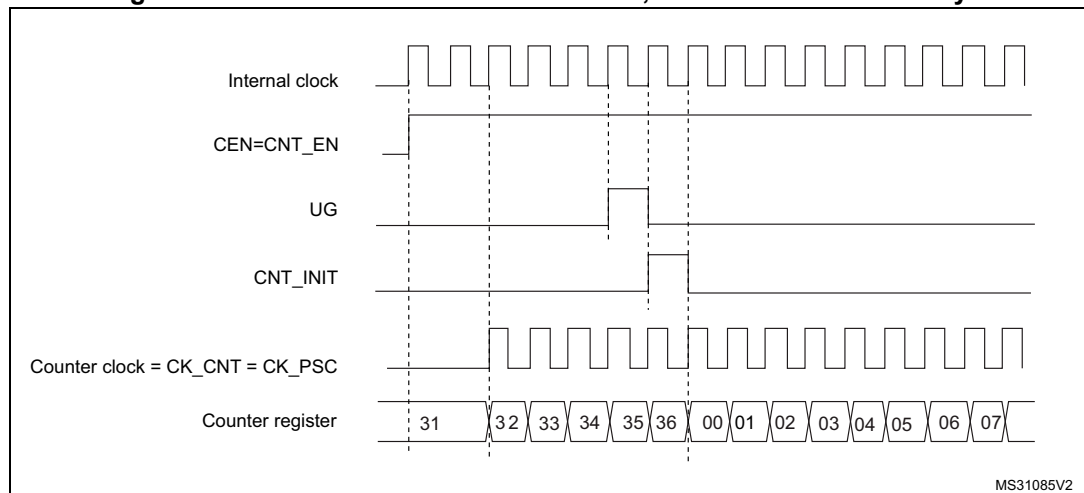 Internal clock
CEN=CNT_EN
UG
CNT_INIT
Counter clock = CK_CNT = CK_PSC
Counter register 31 32 33 34 35 36 00 01 02 03 04 05 06 07
MS31085V2